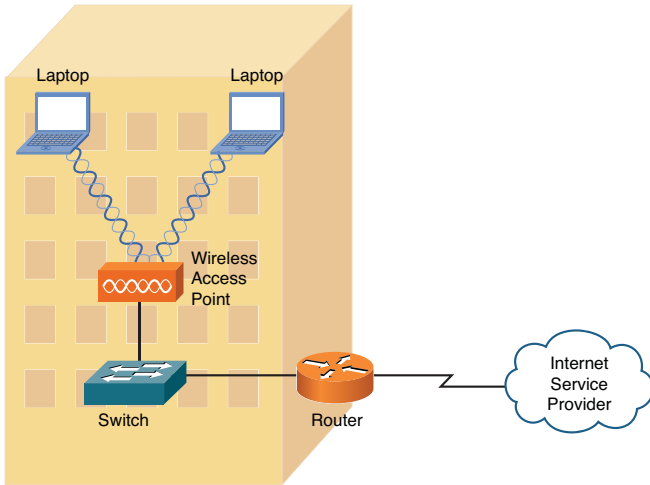 Laptop
Laptop
Wireless
Access
Point
Internet
Service
Provider
Switch
Router